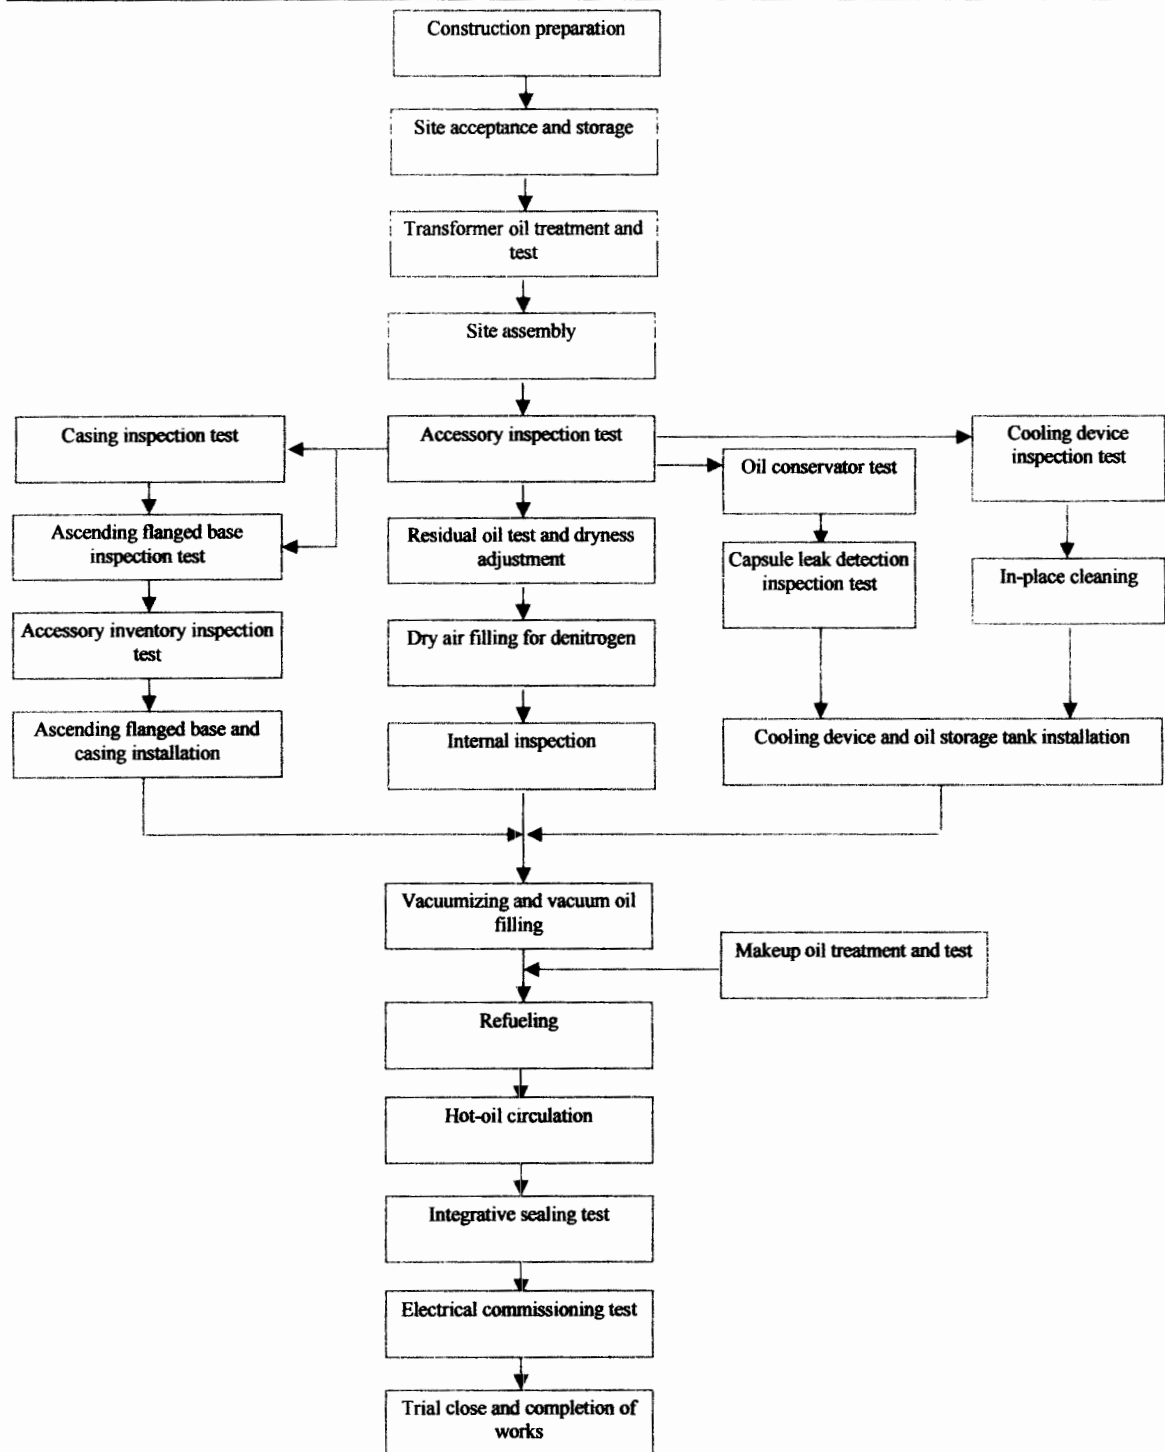 Construction preparation
Site acceptance and storage
Transformer oil treatment and
test
Site assembly
Casing inspection test
Accessory inspection test
Cooling device
inspection test
Oil conservator test
Ascending flanged base
inspection test
Residual oil test and dryness
adjustment
Capsule leak detection
inspection test
In-place cleaning
Accessory inventory inspection
test
Dry air filling for denitrogen
Ascending flanged base and
casing installation
Internal inspection
Cooling device and oil storage tank installation
Vacuumizing and vacuum oil
filling
Makeup oil treatment and test
Refueling
Hot-oil circulation
Integrative sealing test
Electrical commissioning test
Trial close and completion of
works